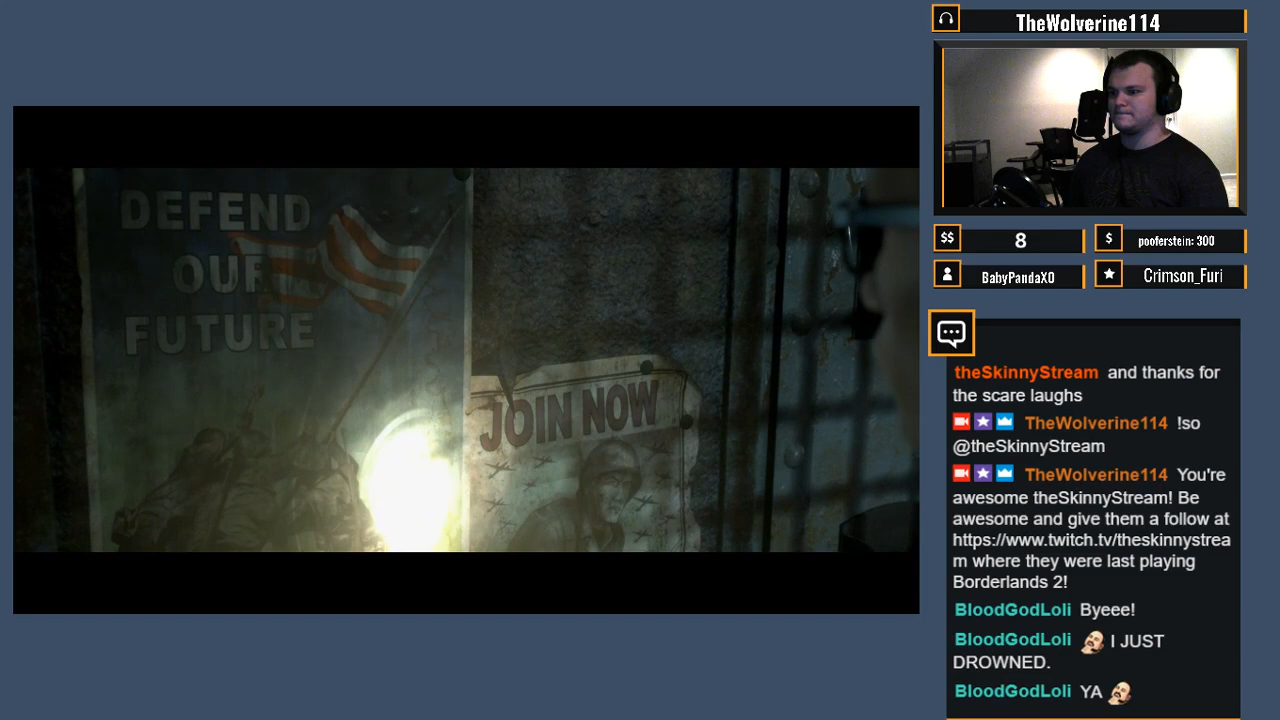 TheWolverine114
DEFEND
OUR
FUTURE
JOIN NOW
$$
8
$
pooferstein: 300
BabyPandaXO
Crimson_Furi
theSkinnyStream and thanks for
the scare laughs
TheWolverine114 !so
@theSkinnyStream
TheWolverine114 You're
awesome theSkinnyStream! Be
awesome and give them a follow at
https://www.twitch.tv/theskinnystrea
m where they were last playing
Borderlands 2!
BloodGodLoli Byeee!
BloodGodLoli I JUST
DROWNED.
BloodGodLoli YA